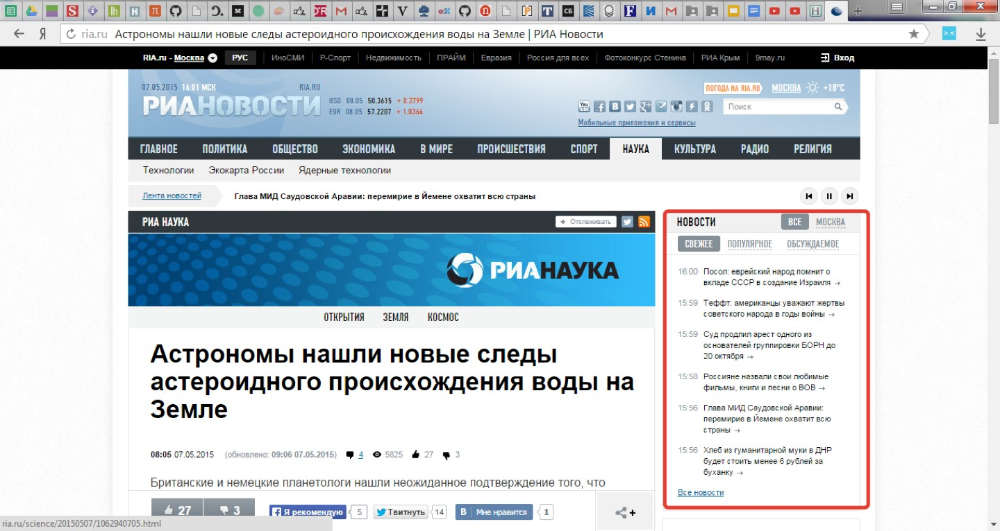 ria.ru Астрономы нашли новые следы астероидного происхождения воды на Земле | РИА Новости
RIA.ru - Москва РУС ИноСМИ Р-Спорт Недвижимость ПРАЙМ Евразия Россия для всех Фотоконкурс Стенина РИА Крым 9may.ru Вход
07.05.2015 16:01 МСК RIA.RU
РИАНОВОСТИ
USD 08.05 50.3615 + 0.3799
EUR 08.05 57.2207 + 1.0364
ПОГОДА НА RIA.RU МОСКВА +18°C
Поиск
Мобильные приложения и сервисы
ГЛАВНОЕ ПОЛИТИКА ОБЩЕСТВО ЭКОНОМИКА В МИРЕ ПРОИСШЕСТВИЯ СПОРТ НАУКА КУЛЬТУРА РАДИО РЕЛИГИЯ
Технологии Экокарта России Ядерные технологии
Лента новостей Глава МИД Саудовской Аравии: перемирие в Йемене охватит всю страны
РИА НАУКА + Отслеживать
РИАНАУКА
ОТКРЫТИЯ ЗЕМЛЯ КОСМОС
Астрономы нашли новые следы
астероидного происхождения воды на
Земле
08:05 07.05.2015 (обновлено: 09:06 07.05.2015) 4 5825 27 3
Британские и немецкие планетологи нашли неожиданное подтверждение того, что
27 3 Я рекомендую 5 Твитнуть 14 B Мне нравится 1 +
НОВОСТИ ВСЕ МОСКВА
СВЕЖЕЕ ПОПУЛЯРНОЕ ОБСУЖДАЕМОЕ
16:00 Посол: еврейский народ помнит о
вкладе СССР в создание Израиля →
15:59 Теффт: американцы уважают жертвы
советского народа в годы войны →
15:59 Суд продлил арест одного из
основателей группировки БОРН до
20 октября →
15:58 Россияне назвали свои любимые
фильмы, книги и песни о ВОВ →
15:56 Глава МИД Саудовской Аравии:
перемирие в Йемене охватит всю
страны →
15:56 Хлеб из гуманитарной муки в ДНР
будет стоить менее 6 рублей за
буханку →
Все новости
ria.ru/science/20150507/1062940705.html